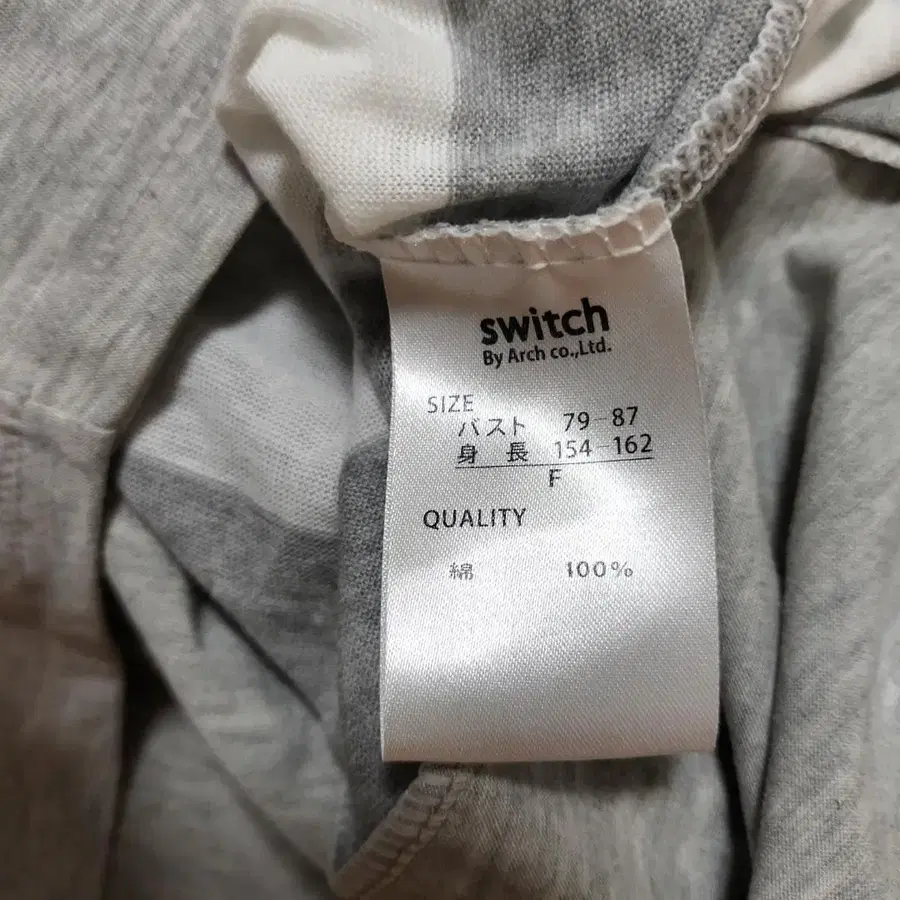 switch
By Arch co.,Ltd.
SIZE
バスト 79-87
身長 154-162
F
QUALITY
綿 100%